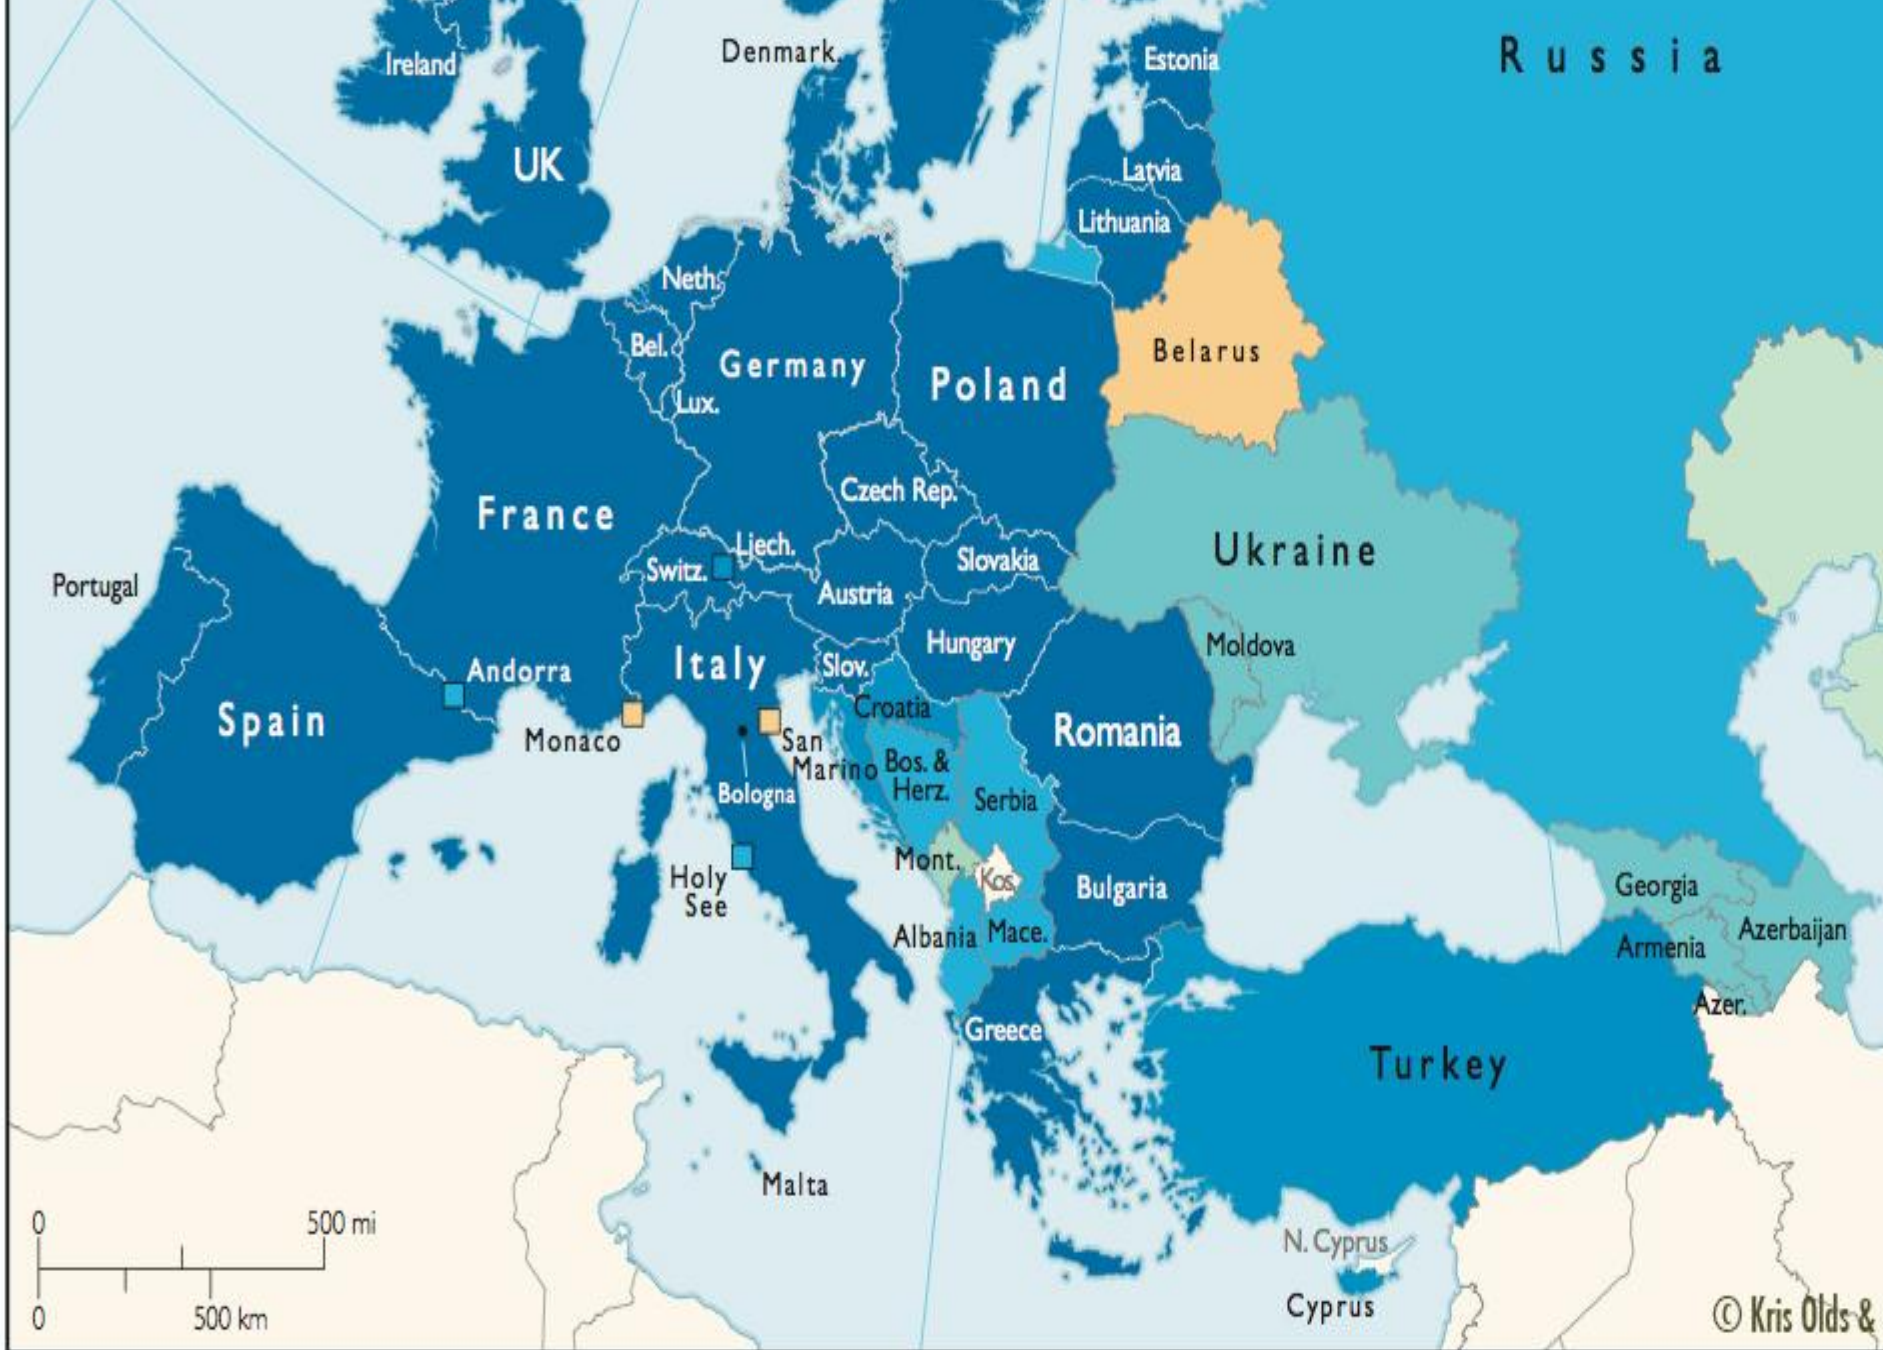 Denmark.
Russia
Ireland
Estonia
UK
Latvia
Lithuania
Neth.
Bel.
Germany
Belarus
Poland
Lux.
Czech Rep.
France
Ukraine
Liech.
Switz.
Slovakia
Portugal
Austria
Hungary
Moldova
Andorra
Italy
Slov.
Spain
Croatia
Monaco
Romania
San
Marino
Bos. &
Herz.
Bologna
Serbia
Mont.
Kos.
Holy
See
Bulgaria
Georgia
Albania
Mace.
Azerbaijan
Armenia
Azer.
Greece
Turkey
Malta
0
500 mi
N. Cyprus
0
500 km
Cyprus
© Kris Olds &